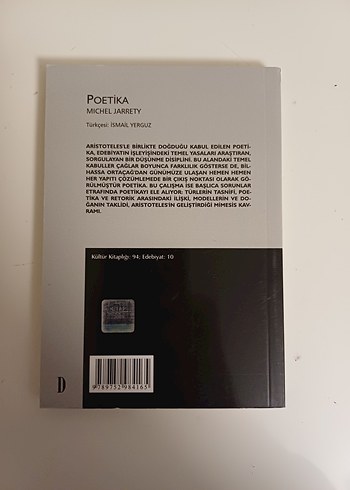 POETİKA
MICHEL JARRETY
Türkçesi: İSMAİL YERGUZ
ARİSTOTELES'LE BİRLİKTE DOĞDUĞU KABUL EDİLEN POETİ-
KA, EDEBİYATIN İŞLEYİŞİNDEKİ TEMEL YASALARI ARAŞTIRAN,
SORGULAYAN BİR DÜŞÜNME DİSİPLİNİ. BU ALANDAKİ TEMEL
KABULLER ÇAĞLAR BOYUNCA FARKLILIK GÖSTERSE DE, BİL-
HASSA ORTAÇAĞ'DAN GÜNÜMÜZE ULAŞAN HEMEN HEMEN
HER YAPITI ÇÖZÜMLEMEDE BİR ÇIKIŞ NOKTASI OLARAK GÖ-
RÜLMÜŞTÜR POETİKA. BU ÇALIŞMA İSE BAŞLICA SORUNLAR
ETRAFINDA POETİKAYI ELE ALIYOR: TÜRLERİN TASNİFİ, POE-
TİKA VE RETORİK ARASINDAKİ İLİŞKİ, MODELLERİN VE DO-
ĞANIN TAKLİDİ, ARİSTOTELES'İN GELİŞTİRDİĞİ MİMESİS KAV-
RAMI.
Kültür Kitaplığı: 94; Edebiyat: 10
D
9789752984165